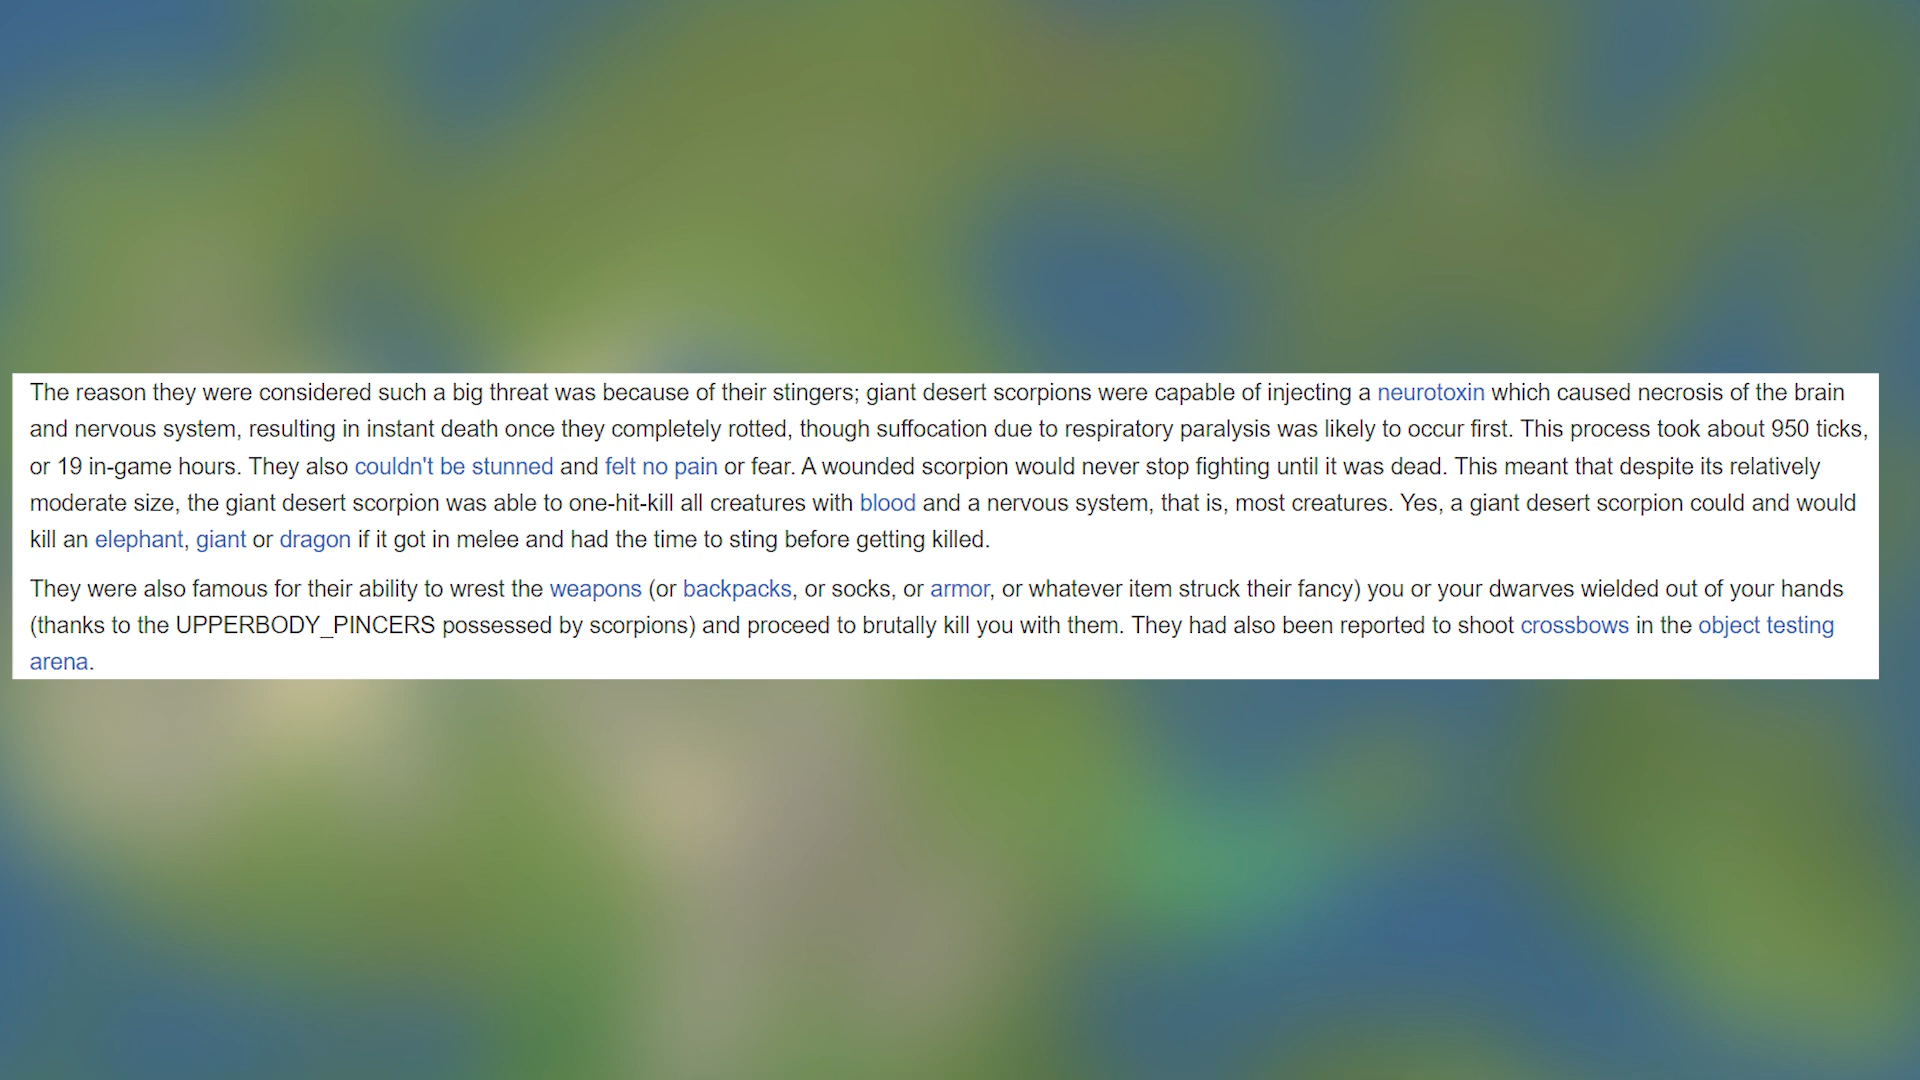 The reason they were considered such a big threat was because of their stingers; giant desert scorpions were capable of injecting a neurotoxin which caused necrosis of the brain
and nervous system, resulting in instant death once they completely rotted, though suffocation due to respiratory paralysis was likely to occur first. This process took about 950 ticks,
or 19 in-game hours. They also couldn't be stunned and felt no pain or fear. A wounded scorpion would never stop fighting until it was dead. This meant that despite its relatively
moderate size, the giant desert scorpion was able to one-hit-kill all creatures with blood and a nervous system, that is, most creatures. Yes, a giant desert scorpion could and would
kill an elephant, giant or dragon if it got in melee and had the time to sting before getting killed.
They were also famous for their ability to wrest the weapons (or backpacks, or socks, or armor, or whatever item struck their fancy) you or your dwarves wielded out of your hands
(thanks to the UPPERBODY_PINCERS possessed by scorpions) and proceed to brutally kill you with them. They had also been reported to shoot crossbows in the object testing
arena.